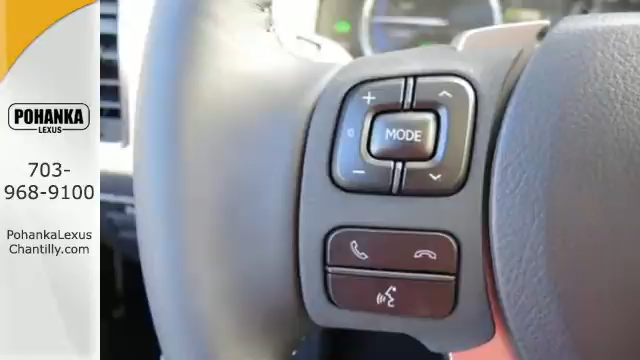 POHANKA
LEXUS
703-
968-9100
PohankaLexus
Chantilly.com
+
MODE
−